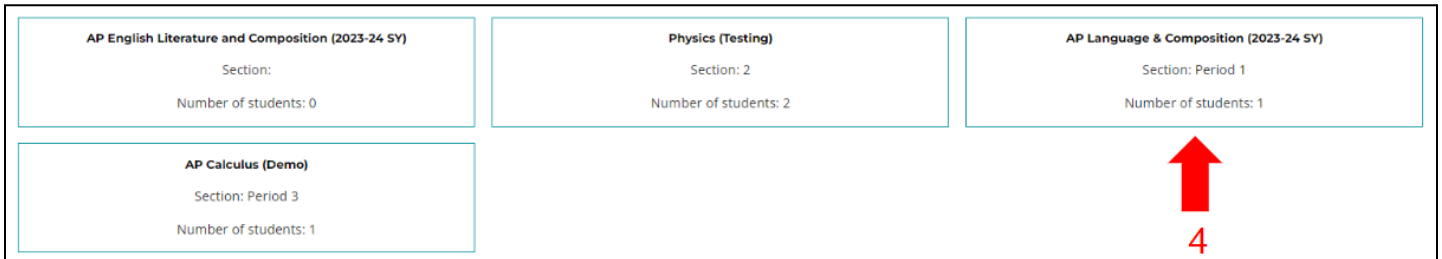 AP English Literature and Composition (2023-24 SY)
Section:
Number of students: 0
Physics (Testing)
Section: 2
Number of students: 2
AP Language & Composition (2023-24 SY)
Section: Period 1
Number of students: 1
AP Calculus (Demo)
Section: Period 3
Number of students: 1
4